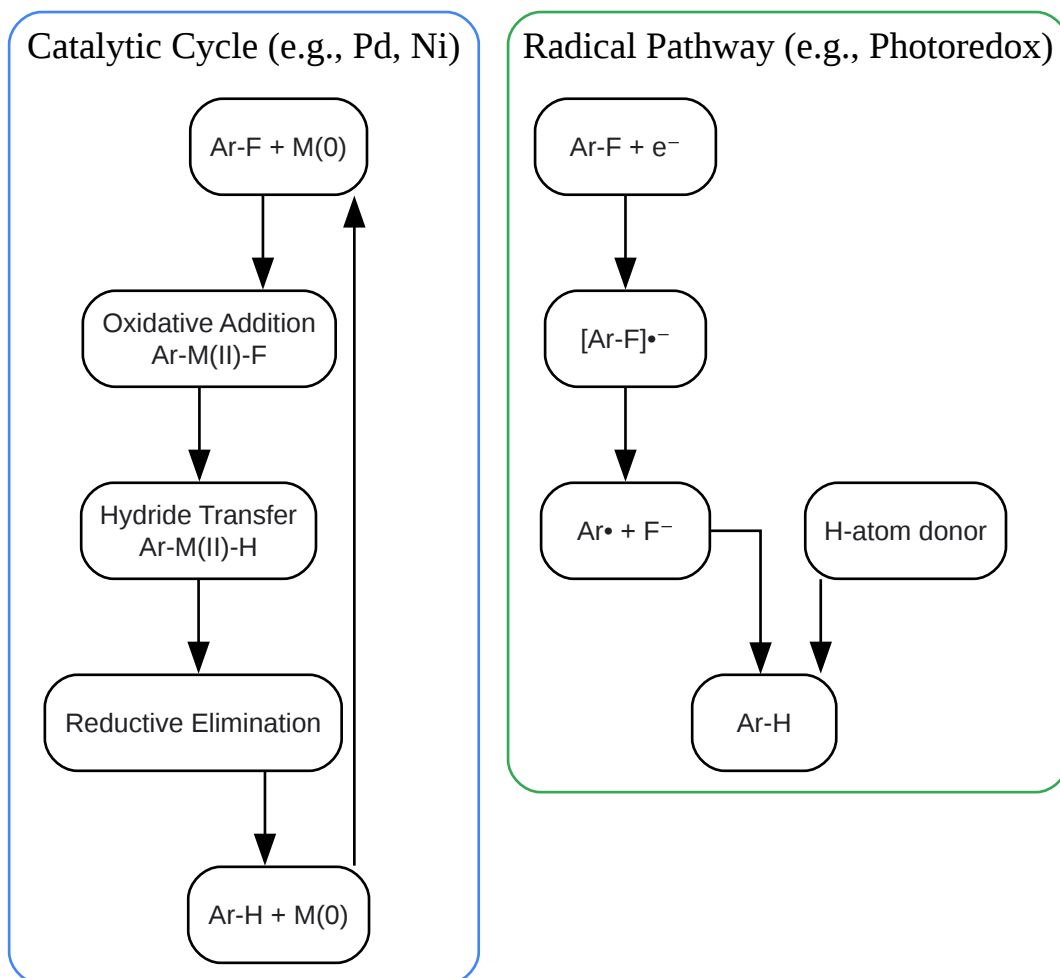 Catalytic Cycle (e.g., Pd, Ni)
Ar-F + M(0)
Oxidative Addition
Ar-M(II)-F
Hydride Transfer
Ar-M(II)-H
Reductive Elimination
Ar-H + M(0)
Radical Pathway (e.g., Photoredox)
Ar-F + e⁻
[Ar-F]•⁻
Ar• + F⁻
H-atom donor
Ar-H